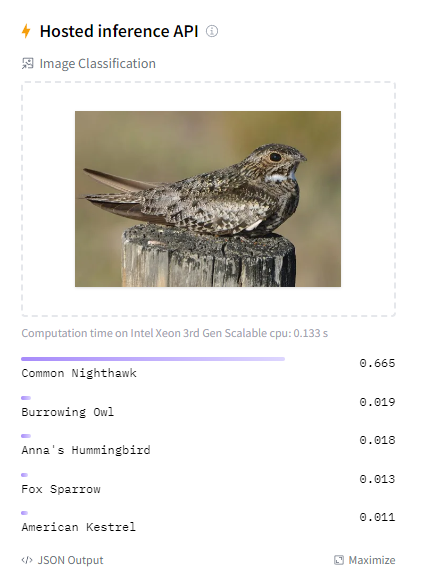 Hosted inference API
Image Classification
Computation time on Intel Xeon 3rd Gen Scalable cpu: 0.133 s
0.665
Common Nighthawk
0.019
Burrowing Owl
0.018
Anna's Hummingbird
0.013
Fox Sparrow
0.011
American Kestrel
</> JSON Output
Maximize